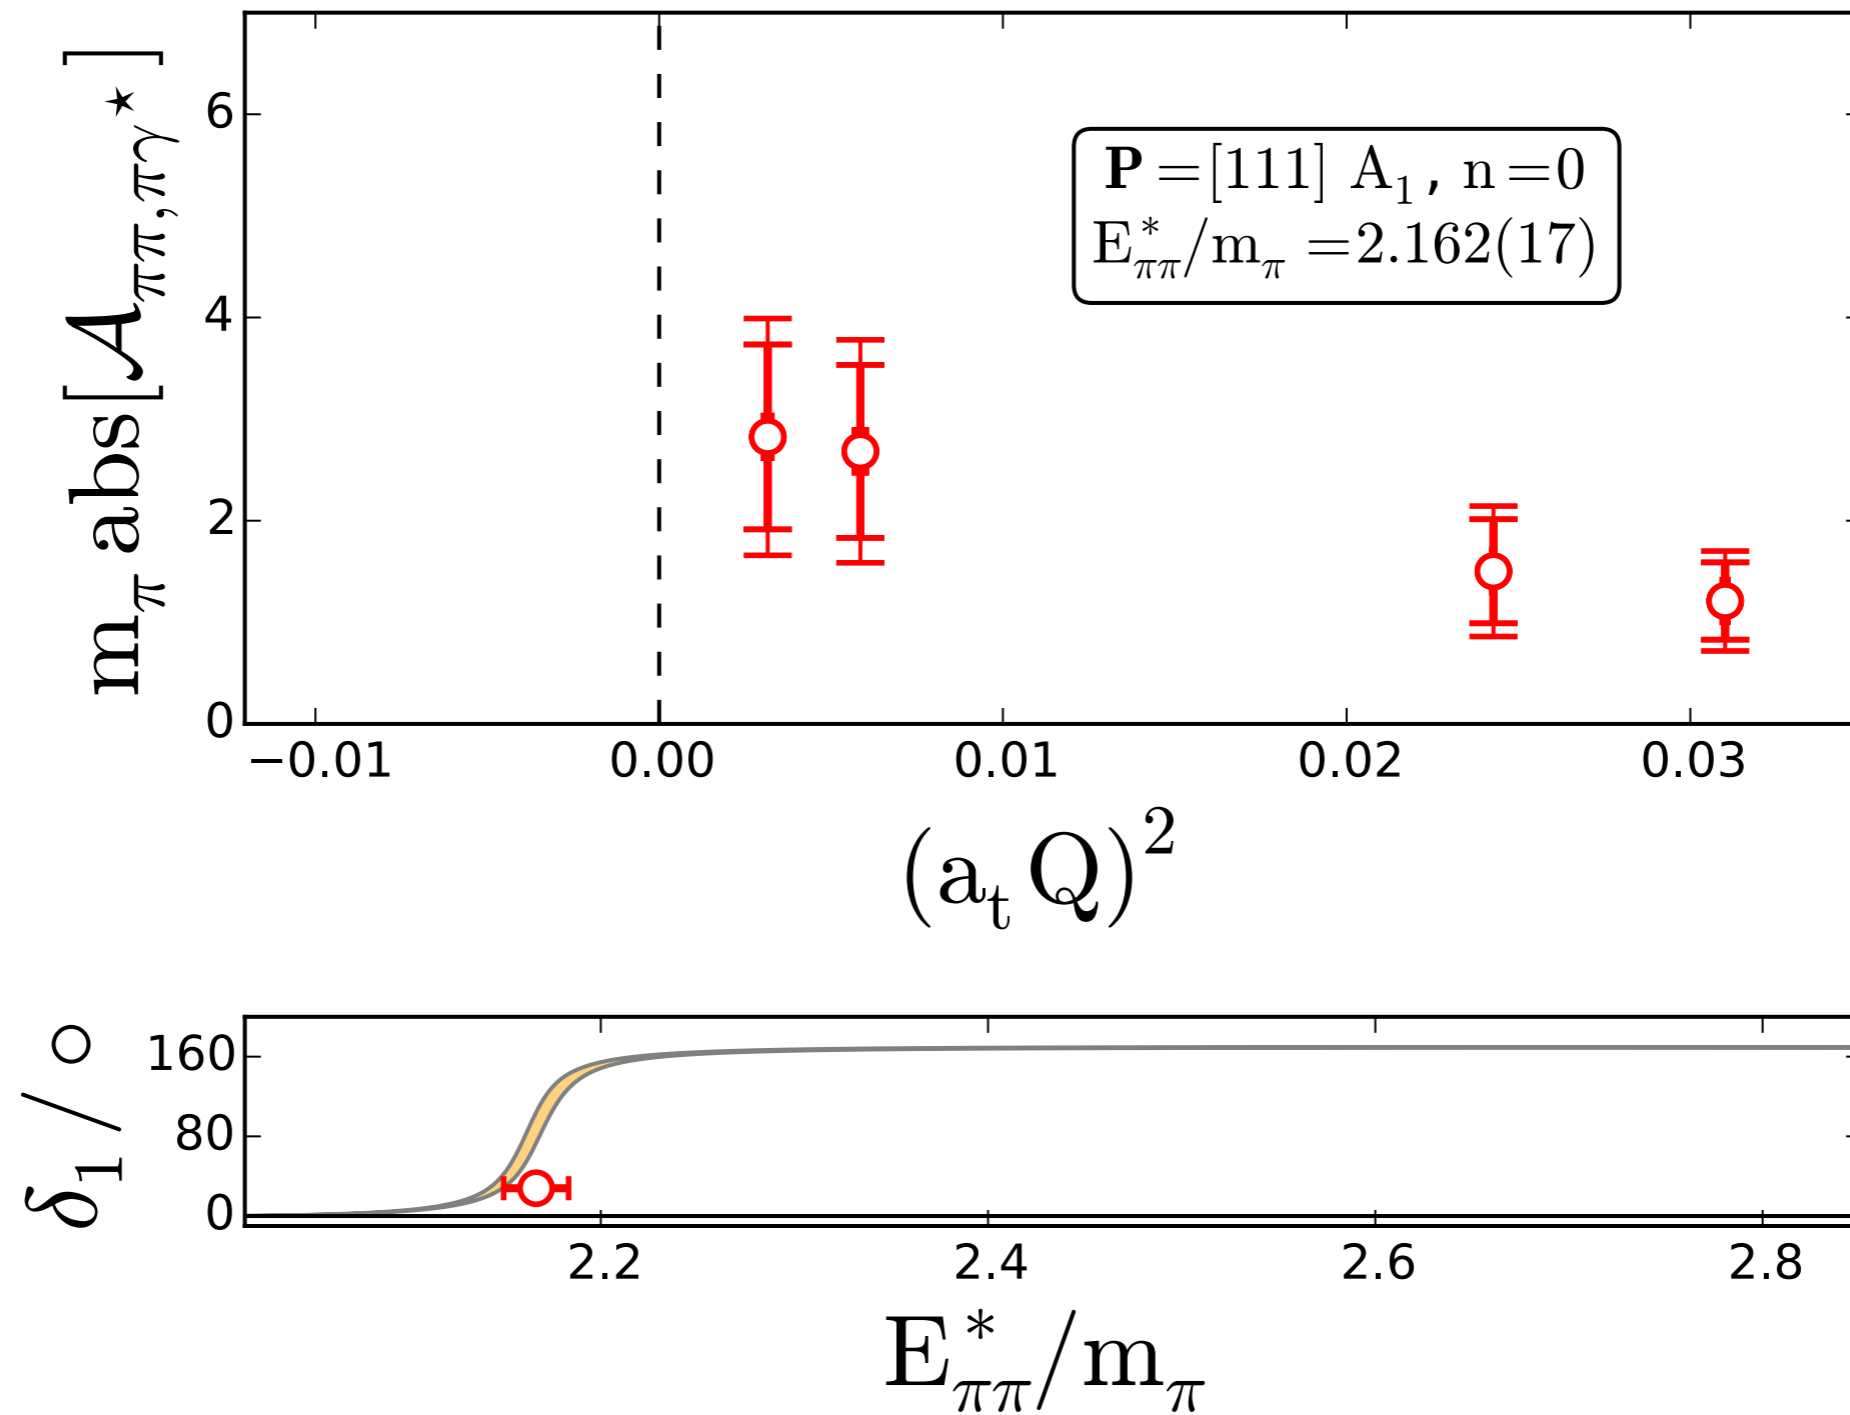 m_π abs[𝒜_{ππ,πγ⋆}]
6
4
2
0
P=[111] A₁, n=0
E*_{ππ}/m_π=2.162(17)
−0.01 0.00 0.01 0.02 0.03
(a_t Q)²
δ₁/○
160
80
0
2.2 2.4 2.6 2.8
E*_{ππ}/m_π